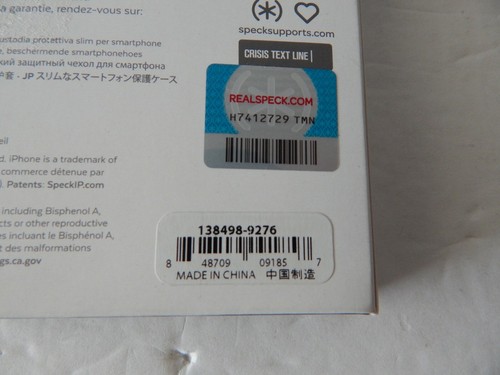 a garantie, rendez-vous sur:
specksupports.com
CRISIS TEXT LINE |
custodia protettiva slim per smartphone
e, beschermende smartphonehoes
кий защитный чехол для смартфона
JP スリムなスマートフォン保護ケース
REALSPECK.COM
H7412729 TMN
eil
d. iPhone is a trademark of
commerce détenue par
Patents: SpeckIP.com
including Bisphenol A,
cts or other reproductive
es incluant le Bisphénol A,
et des malformations
gs.ca.gov
138498-9276
8 48709 09185 7
MADE IN CHINA 中国制造